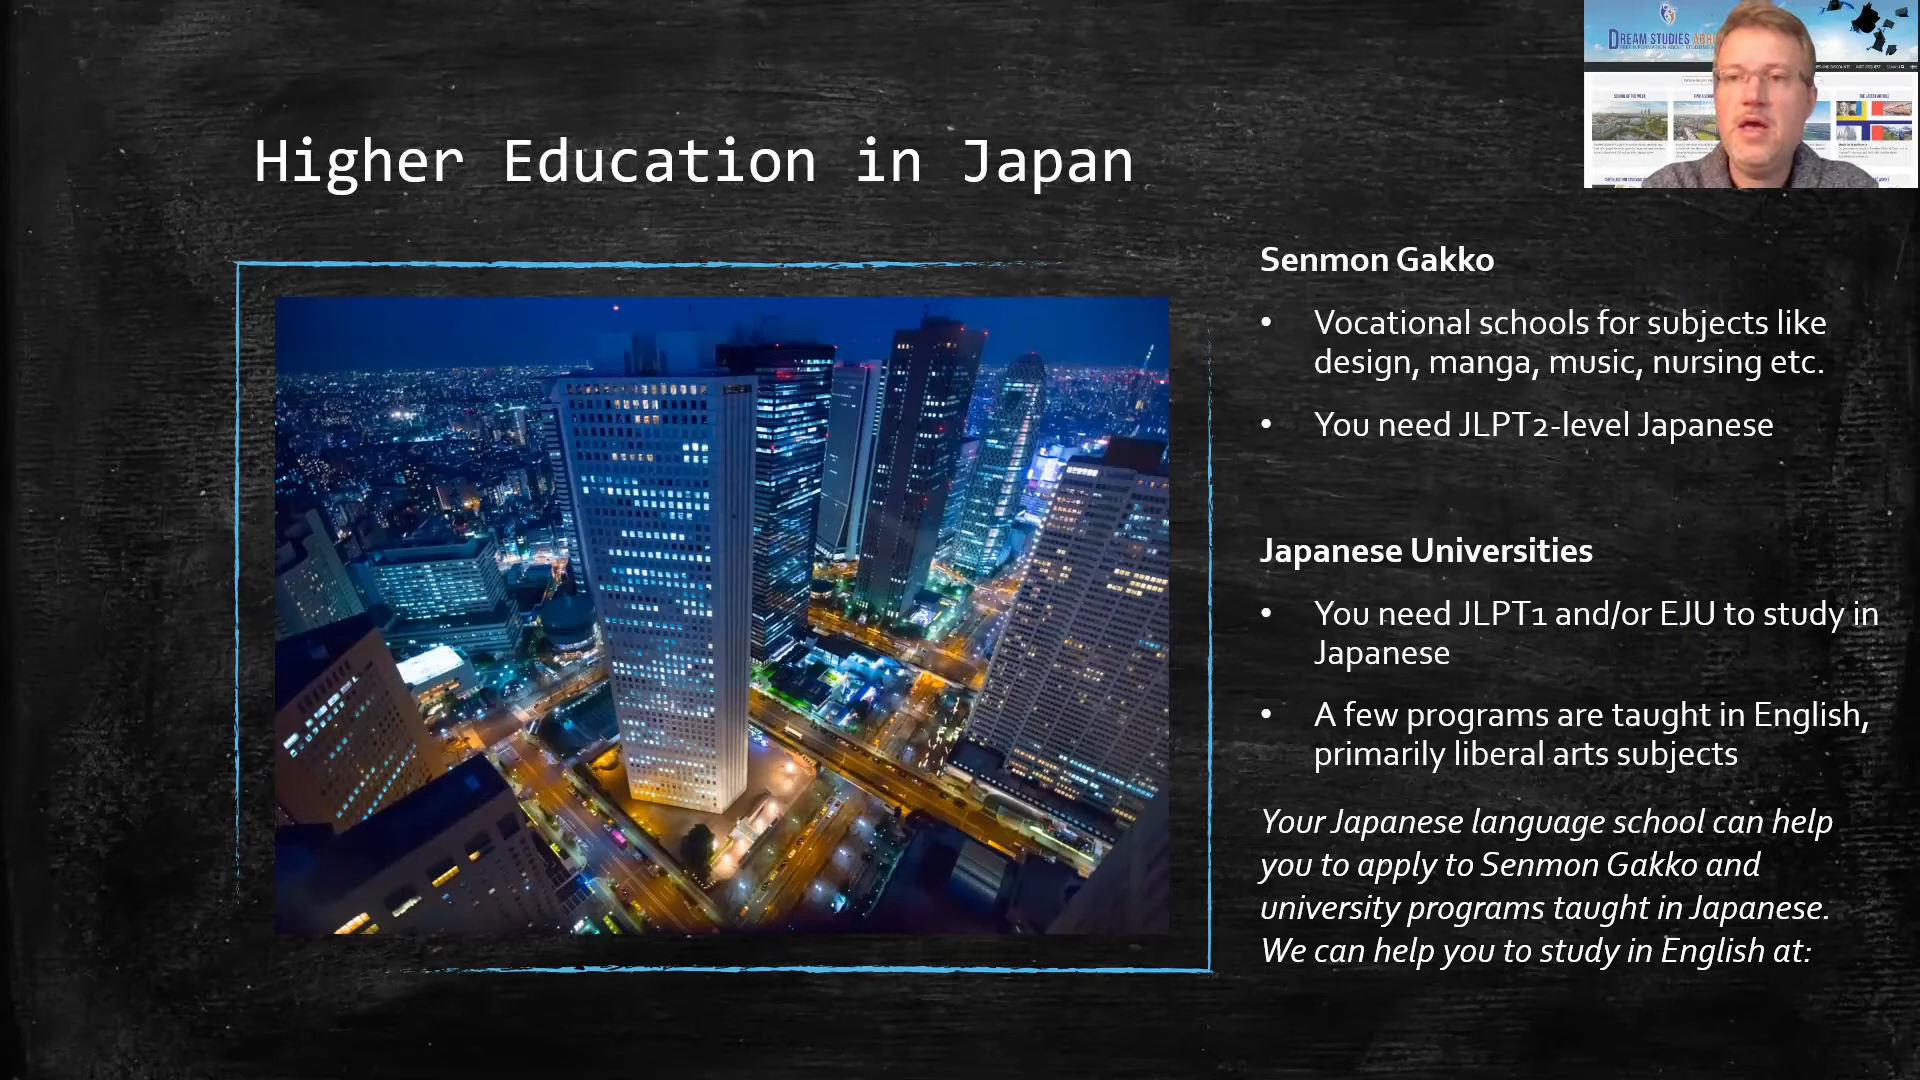 DREAM STUDIES
Higher Education in Japan
Senmon Gakko
• Vocational schools for subjects like
design, manga, music, nursing etc.
• You need JLPT2-level Japanese
Japanese Universities
• You need JLPT1 and/or EJU to study in
Japanese
• A few programs are taught in English,
primarily liberal arts subjects
Your Japanese language school can help
you to apply to Senmon Gakko and
university programs taught in Japanese.
We can help you to study in English at: